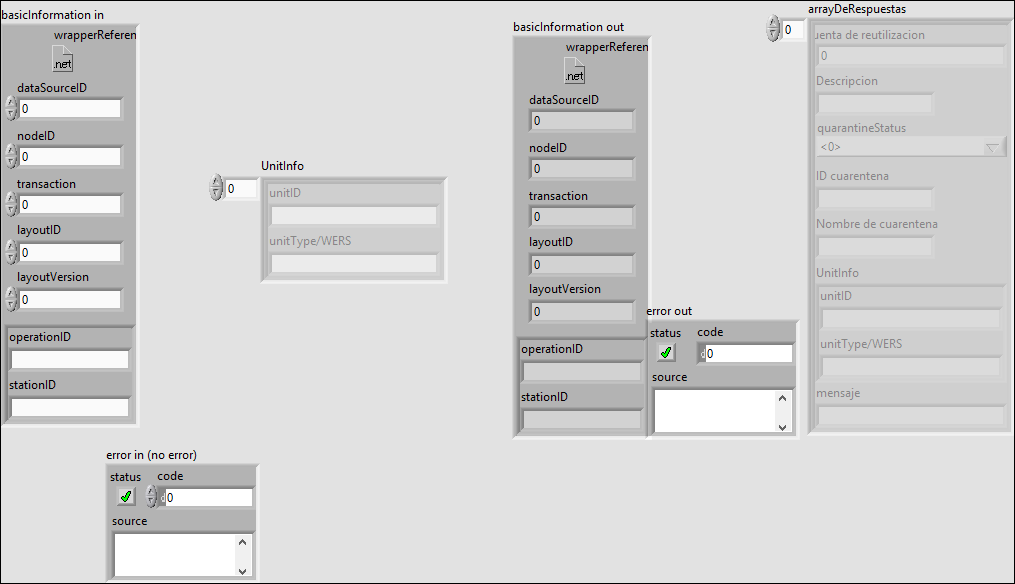 basicInformation in
wrapperReferen
.net
dataSourceID
0
nodeID
0
transaction
0
layoutID
0
layoutVersion
0
operationID
stationID
error in (no error)
status
code
d0
source
UnitInfo
0
unitID
unitType/WERS
basicInformation out
wrapperReferen
.net
dataSourceID
0
nodeID
0
transaction
0
layoutID
0
layoutVersion
0
operationID
stationID
error out
status
code
d0
source
arrayDeRespuestas
0
uenta de reutilizacion
0
Descripcion
quarantineStatus
<0>
ID cuarentena
Nombre de cuarentena
UnitInfo
unitID
unitType/WERS
mensaje